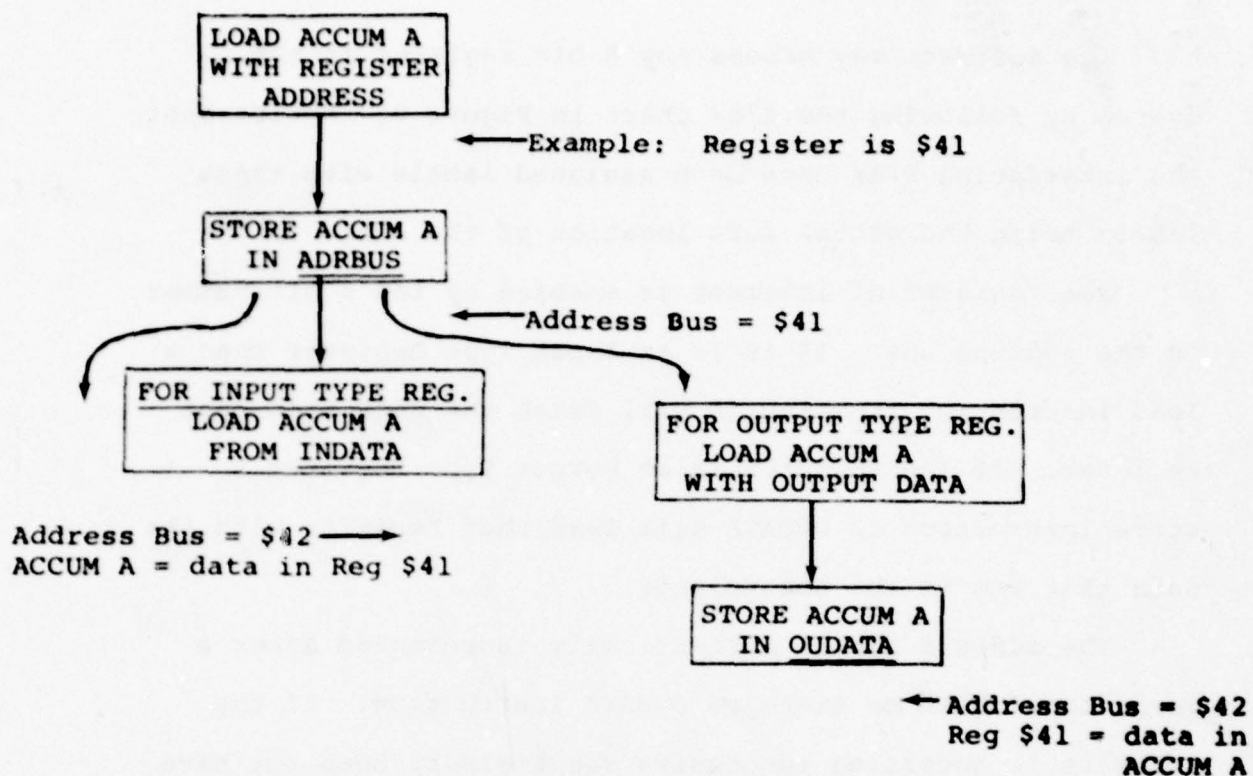 LOAD ACCUM A
WITH REGISTER
ADDRESS
Example: Register is $41
STORE ACCUM A
IN ADRBUS
Address Bus = $41
FOR INPUT TYPE REG.
LOAD ACCUM A
FROM INDATA
FOR OUTPUT TYPE REG.
LOAD ACCUM A
WITH OUTPUT DATA
Address Bus = $42
ACCUM A = data in Reg $41
STORE ACCUM A
IN OUDATA
Address Bus = $42
Reg $41 = data in
ACCUM A